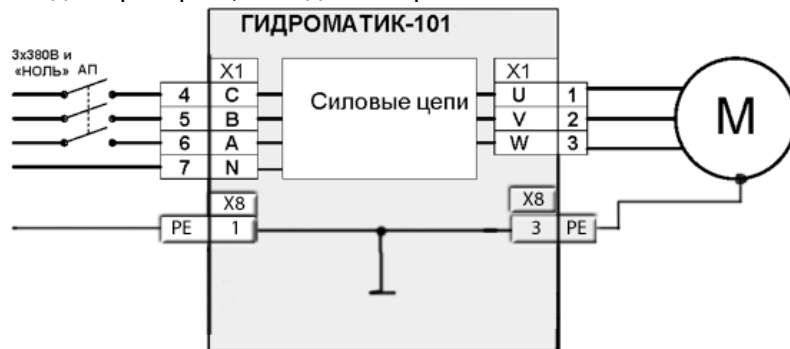 ГИДРОМАТИК-101
3х380В и
«НОЛЬ» АП
X1
X1
4 C
U 1
5 B
Силовые цепи
V 2
6 A
W 3
7 N
M
X8
X8
PE 1
3 PE